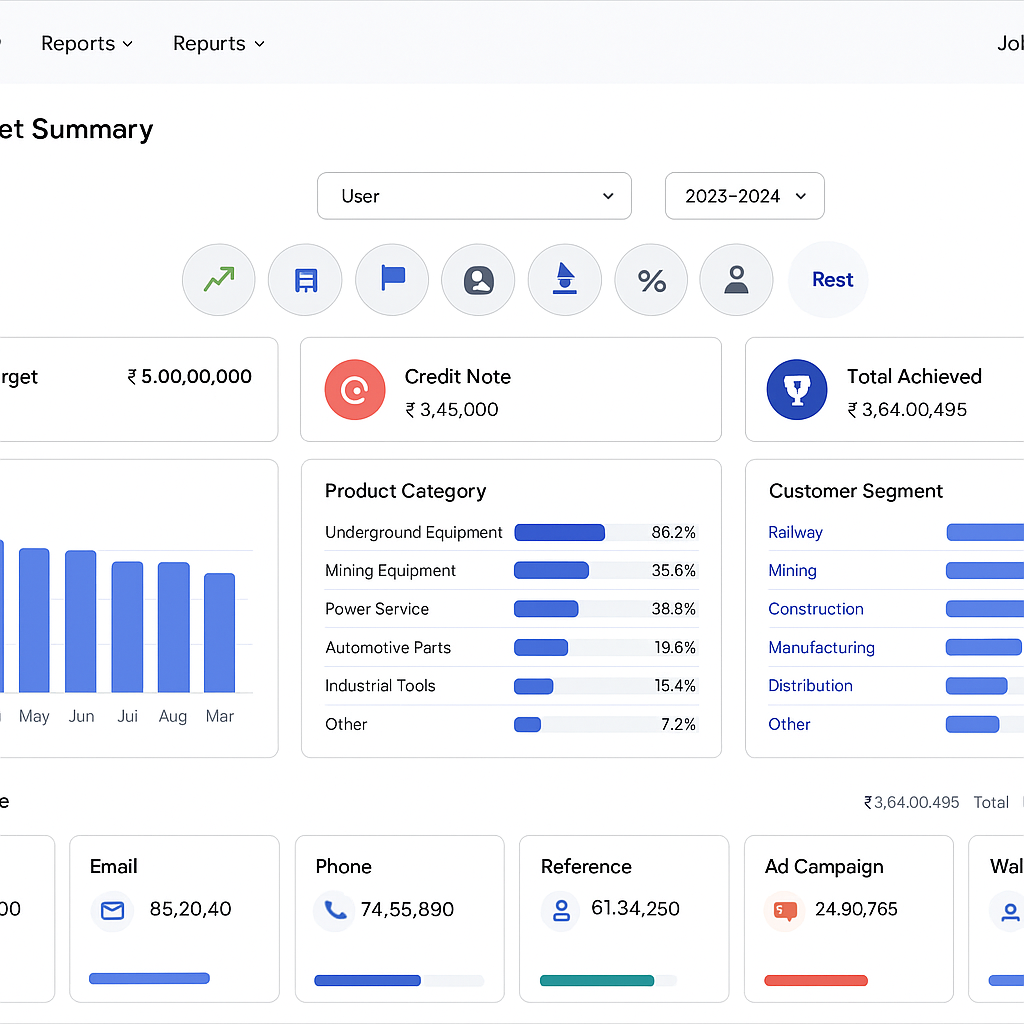 Reports
Repurts
Job
et Summary
User
2023–2024
%
Rest
rget
₹ 5.00,00,000
Credit Note
₹ 3,45,000
Total Achieved
₹ 3,64.00,495
May Jun Jui Aug Mar
Product Category
Underground Equipment 86.2%
Mining Equipment 35.6%
Power Service 38.8%
Automotive Parts 19.6%
Industrial Tools 15.4%
Other 7.2%
Customer Segment
Railway
Mining
Construction
Manufacturing
Distribution
Other
e
₹3,64.00.495 Total
00
Email
85,20,40
Phone
74,55,890
Reference
61.34,250
Ad Campaign
24.90,765
Wal